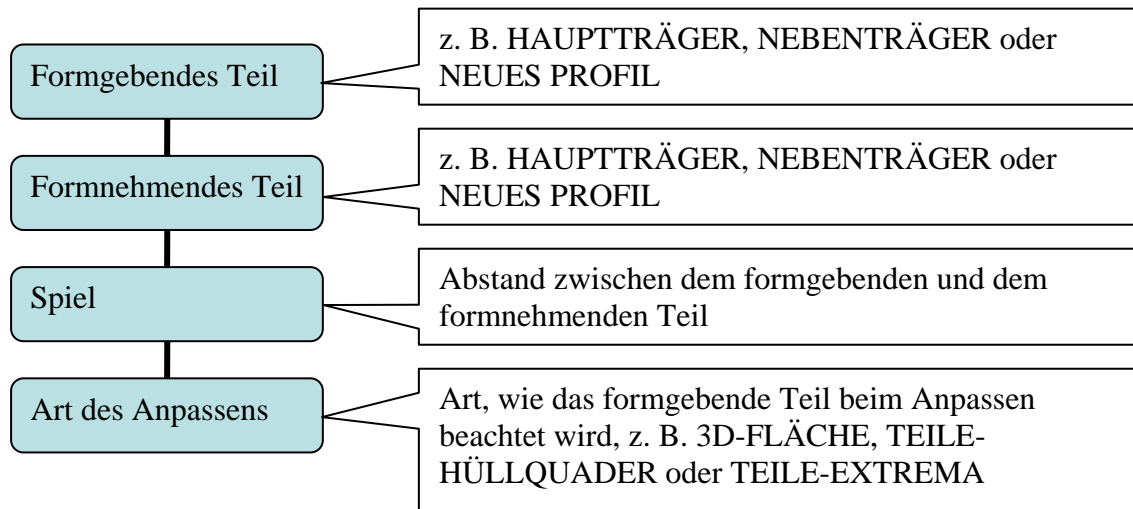 Formgebendes Teil
z. B. HAUPTTRÄGER, NEBENTRÄGER oder
NEUES PROFIL
Formnehmendes Teil
z. B. HAUPTTRÄGER, NEBENTRÄGER oder
NEUES PROFIL
Spiel
Abstand zwischen dem formgebenden und dem
formnehmenden Teil
Art des Anpassens
Art, wie das formgebende Teil beim Anpassen
beachtet wird, z. B. 3D-FLÄCHE, TEILE-
HÜLLQUADER oder TEILE-EXTREMA